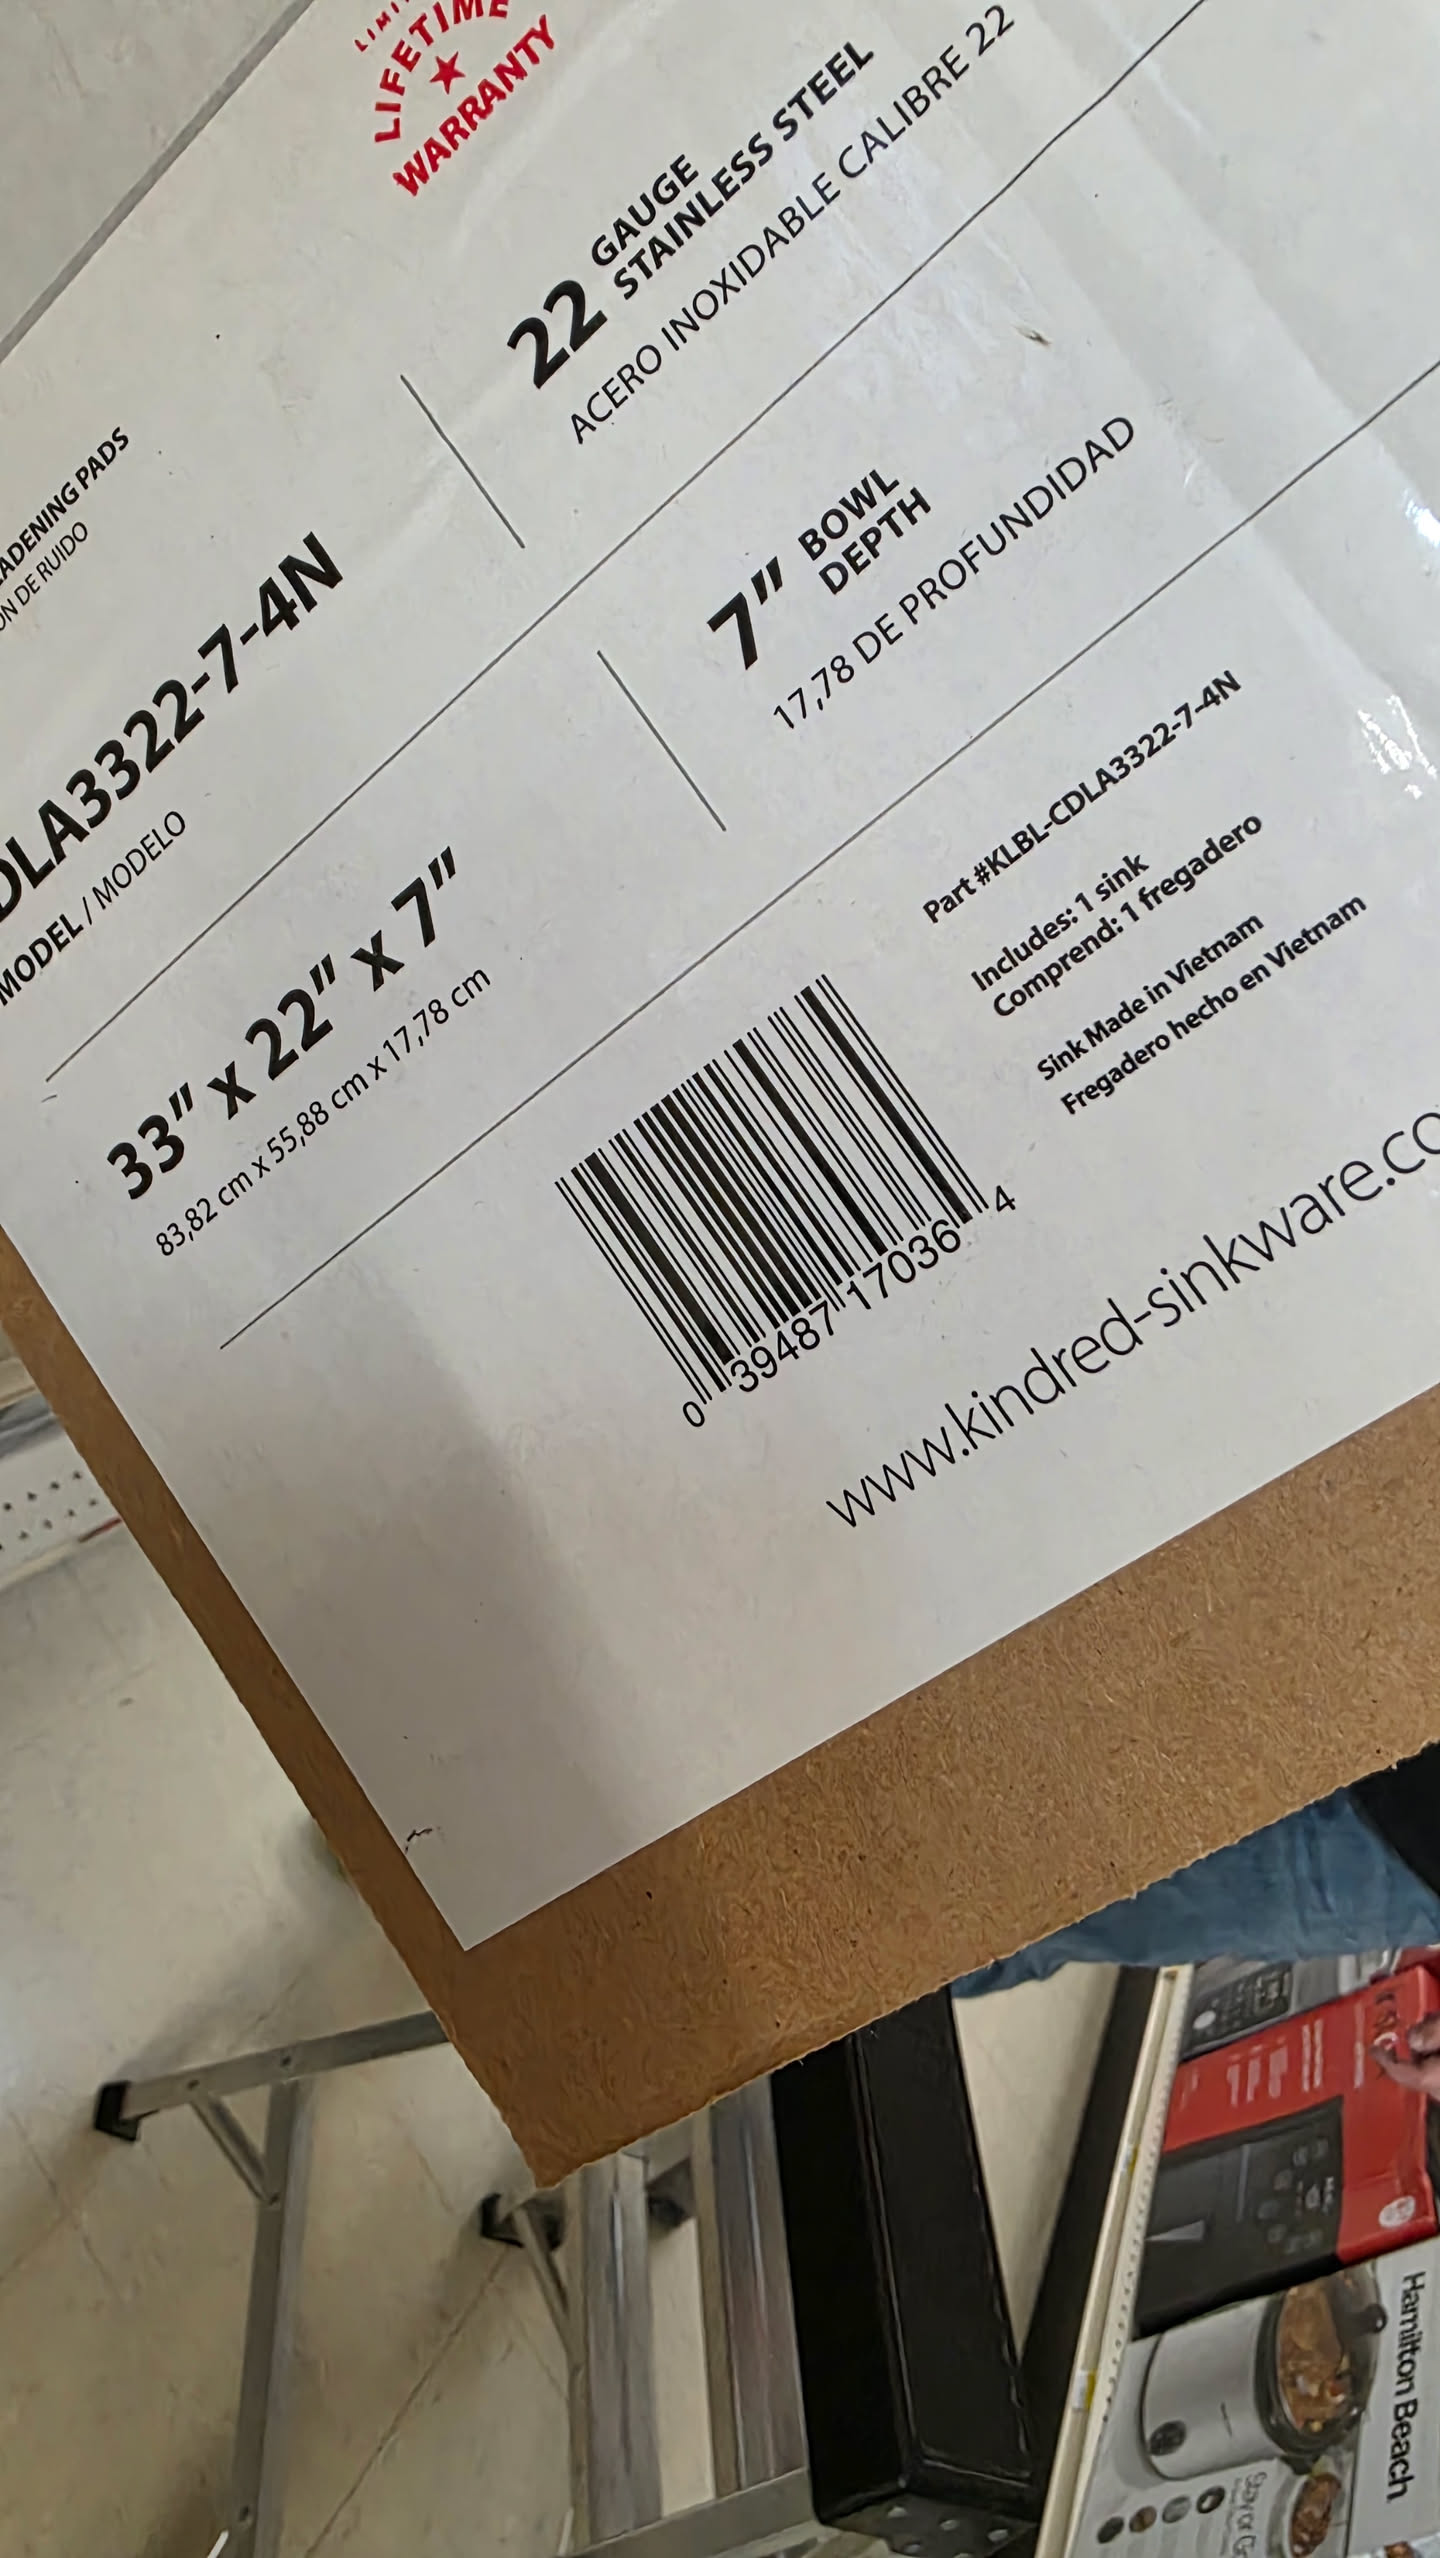 LIFETIME
WARRANTY
22 GAUGE
STAINLESS STEEL
ACERO INOXIDABLE CALIBRE 22
PADS
DE RUIDO
DLA3322-7-4N
MODEL / MODELO
7” BOWL
DEPTH
17,78 DE PROFUNDIDAD
33” x 22” x 7”
83,82 cm x 55,88 cm x 17,78 cm
Part #KLBL-CDLA3322-7-4N
Includes: 1 sink
Comprend: 1 fregadero
Sink Made in Vietnam
Fregadero hecho en Vietnam
0 39487 17036 4
www.kindred-sinkware.co
Hamilton Beach